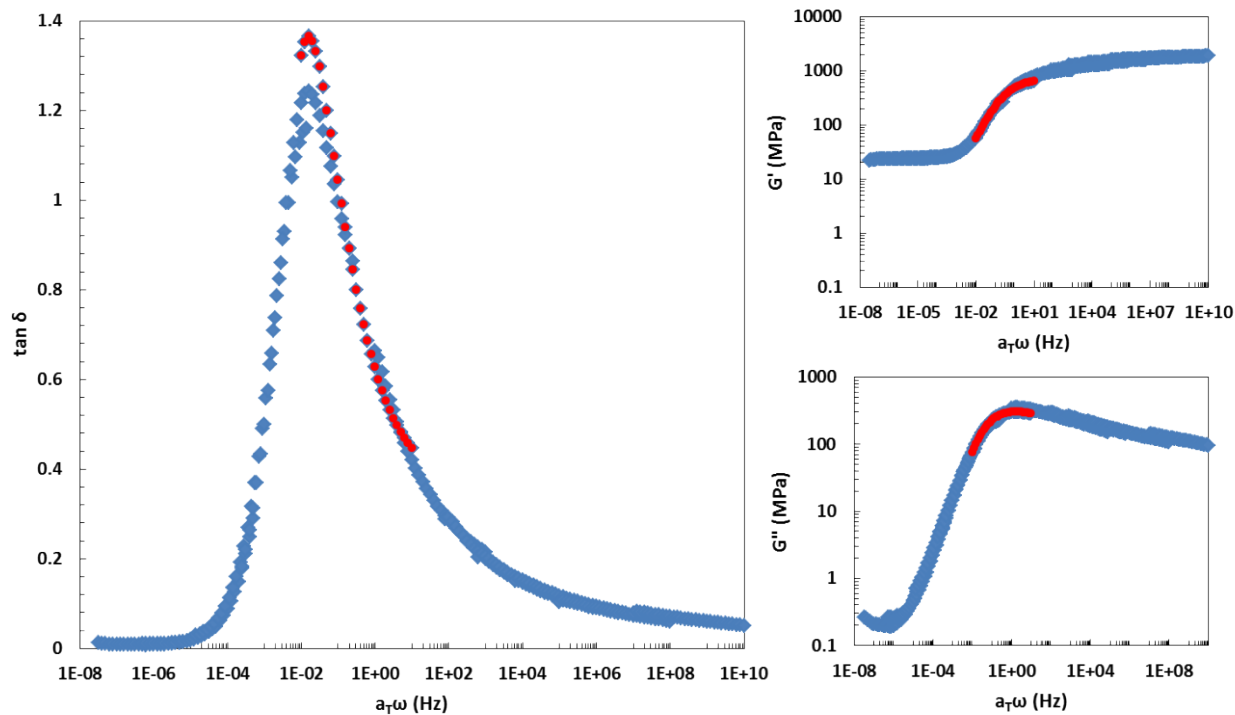 1.4
1.2
1
0.8
0.6
0.4
0.2
0
tan δ
1E-08 1E-06 1E-04 1E-02 1E+00 1E+02 1E+04 1E+06 1E+08 1E+10
aTω (Hz)
10000
1000
100
10
1
0.1
G' (MPa)
1E-08 1E-05 1E-02 1E+01 1E+04 1E+07 1E+10
aTω (Hz)
1000
100
10
1
0.1
G'' (MPa)
1E-08 1E-04 1E+00 1E+04 1E+08
aTω (Hz)